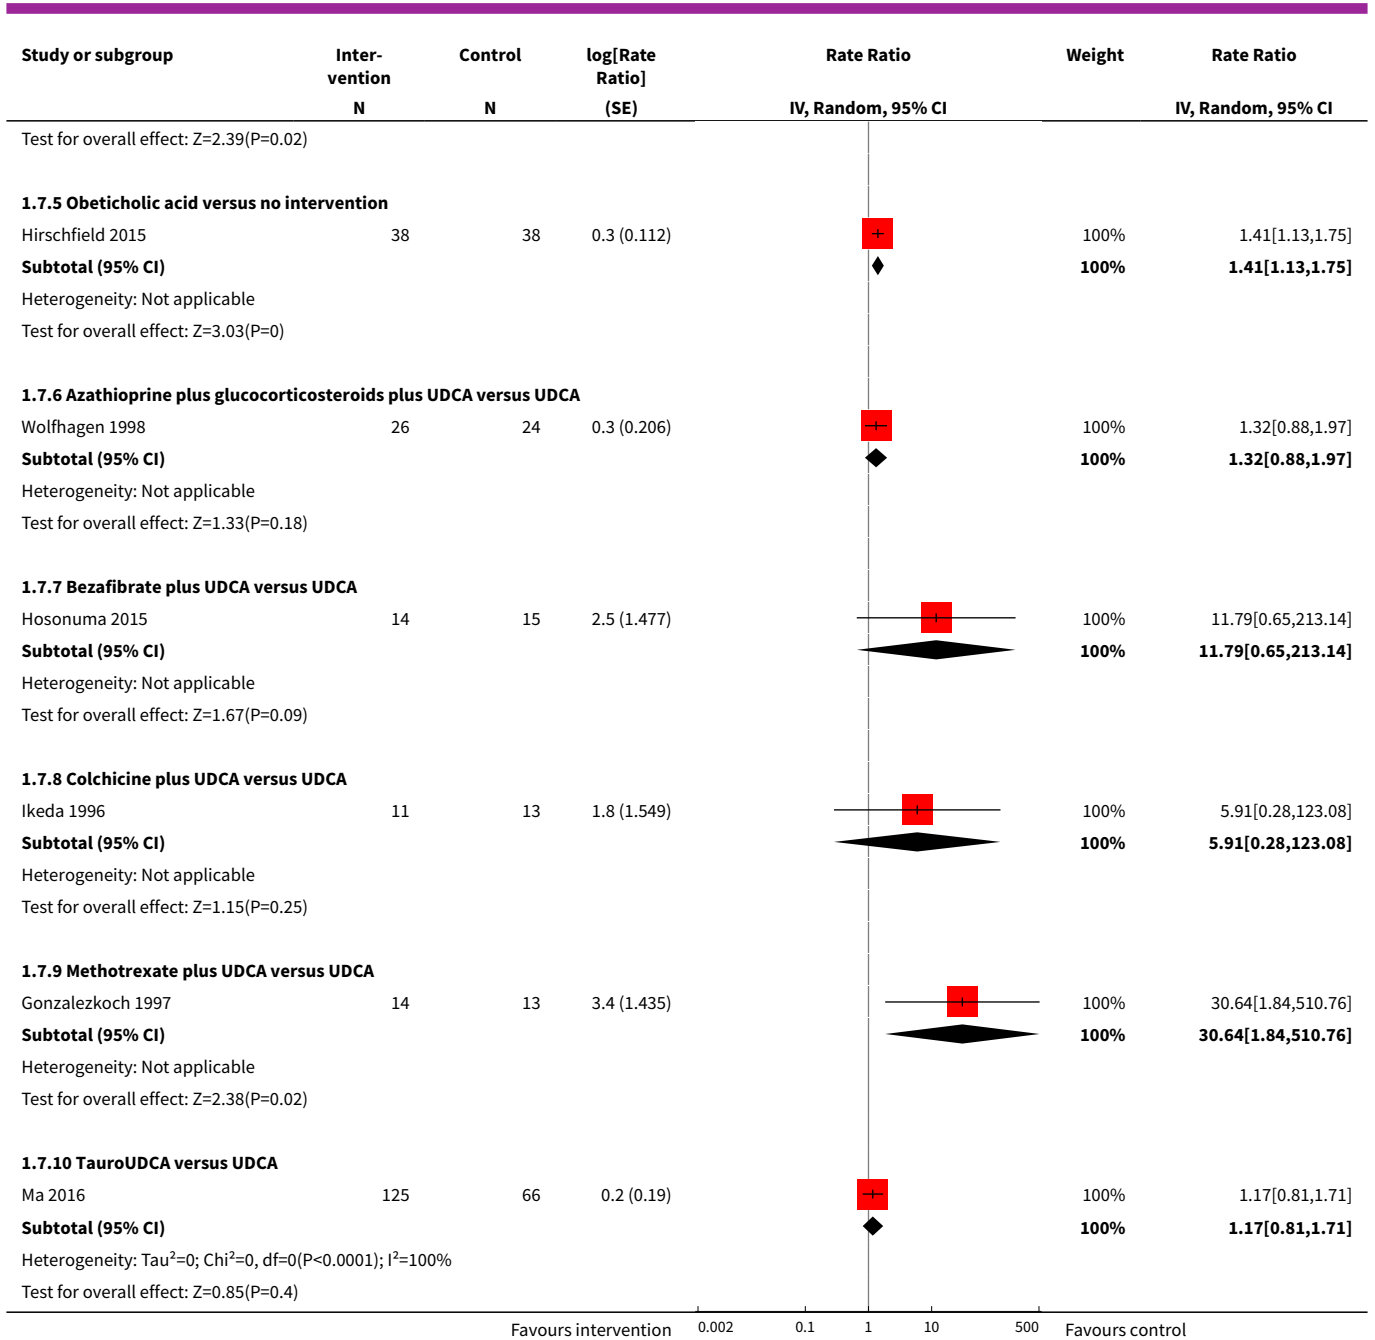 Study or subgroup Inter- Control log[Rate Rate Ratio Weight Rate Ratio
vention Ratio]
N N (SE) IV, Random, 95% CI IV, Random, 95% CI
Test for overall effect: Z=2.39(P=0.02)
1.7.5 Obeticholic acid versus no intervention
Hirschfield 2015 38 38 0.3 (0.112) 100% 1.41[1.13,1.75]
Subtotal (95% CI) 100% 1.41[1.13,1.75]
Heterogeneity: Not applicable
Test for overall effect: Z=3.03(P=0)
1.7.6 Azathioprine plus glucocorticosteroids plus UDCA versus UDCA
Wolfhagen 1998 26 24 0.3 (0.206) 100% 1.32[0.88,1.97]
Subtotal (95% CI) 100% 1.32[0.88,1.97]
Heterogeneity: Not applicable
Test for overall effect: Z=1.33(P=0.18)
1.7.7 Bezafibrate plus UDCA versus UDCA
Hosonuma 2015 14 15 2.5 (1.477) 100% 11.79[0.65,213.14]
Subtotal (95% CI) 100% 11.79[0.65,213.14]
Heterogeneity: Not applicable
Test for overall effect: Z=1.67(P=0.09)
1.7.8 Colchicine plus UDCA versus UDCA
Ikeda 1996 11 13 1.8 (1.549) 100% 5.91[0.28,123.08]
Subtotal (95% CI) 100% 5.91[0.28,123.08]
Heterogeneity: Not applicable
Test for overall effect: Z=1.15(P=0.25)
1.7.9 Methotrexate plus UDCA versus UDCA
Gonzalezkoch 1997 14 13 3.4 (1.435) 100% 30.64[1.84,510.76]
Subtotal (95% CI) 100% 30.64[1.84,510.76]
Heterogeneity: Not applicable
Test for overall effect: Z=2.38(P=0.02)
1.7.10 TauroUDCA versus UDCA
Ma 2016 125 66 0.2 (0.19) 100% 1.17[0.81,1.71]
Subtotal (95% CI) 100% 1.17[0.81,1.71]
Heterogeneity: Tau²=0; Chi²=0, df=0(P<0.0001); I²=100%
Test for overall effect: Z=0.85(P=0.4)
Favours intervention 0.002 0.1 1 10 500 Favours control